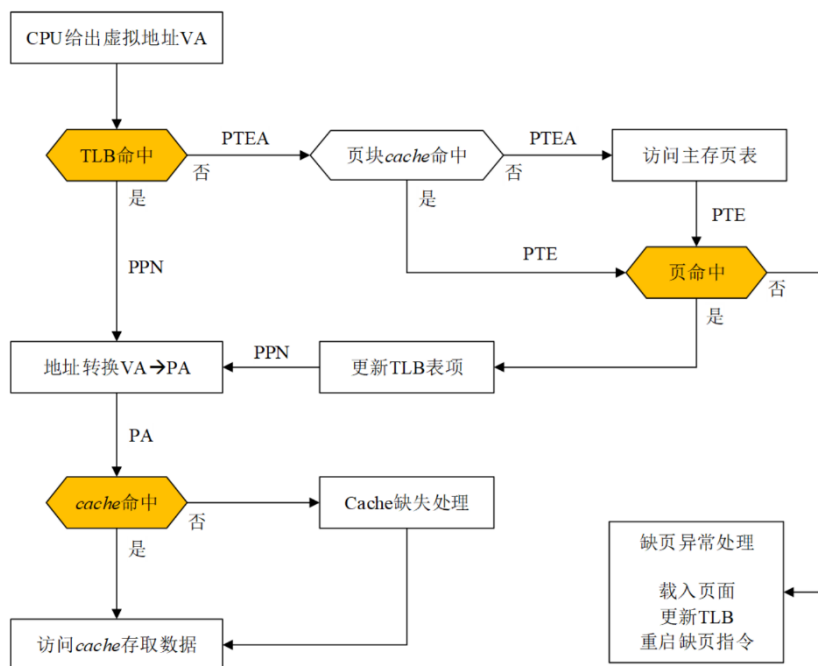 CPU给出虚拟地址VA
TLB命中
PTEA
否
是
页块cache命中
PTEA
否
是
访问主存页表
PTE
PTE
页命中
否
是
PPN
地址转换VA→PA
PPN
更新TLB表项
PA
cache命中
否
是
Cache缺失处理
访问cache存取数据
缺页异常处理
载入页面
更新TLB
重启缺页指令